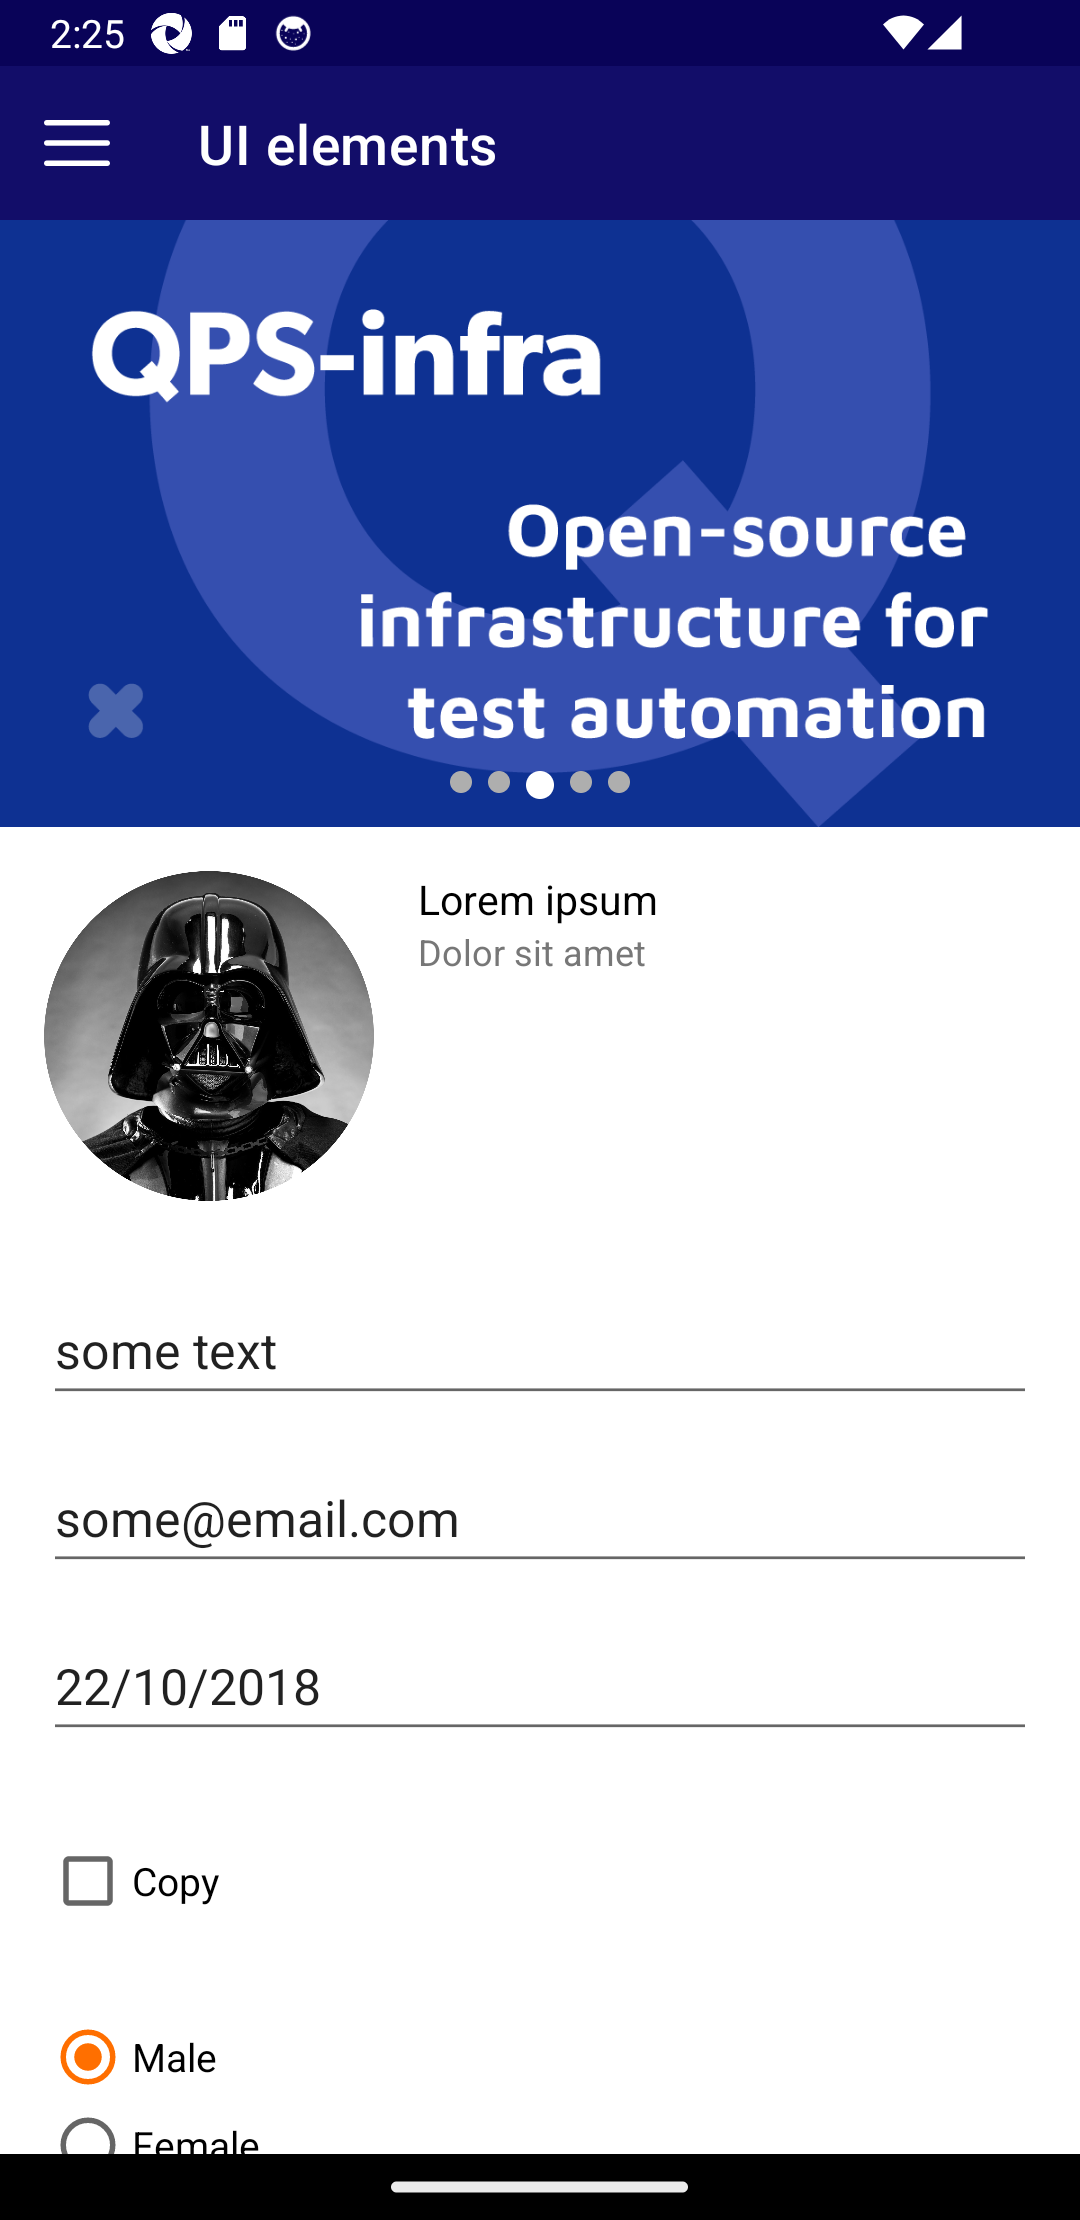 2:25
UI elements
QPS-infra
Open-source
infrastructure for
test automation
Lorem ipsum
Dolor sit amet
some text
some@email.com
22/10/2018
Copy
Male
Female